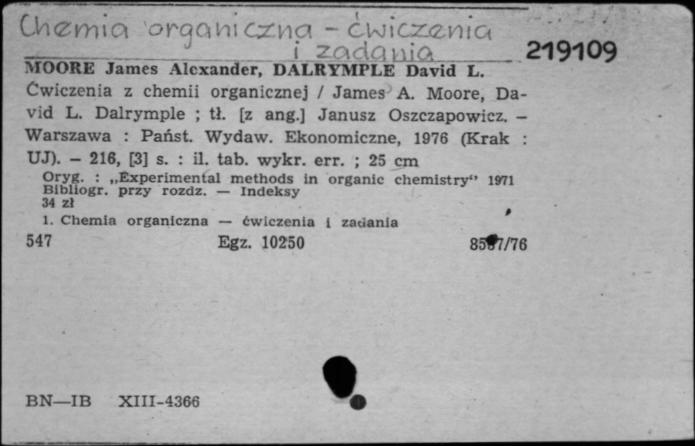 Chemia organiczna - ćwiczenia
i zadania
219109
MOORE James Alexander, DALRYMPLE David L.
Ćwiczenia z chemii organicznej / James A. Moore, Da-
vid L. Dalrymple ; tł. [z ang.] Janusz Oszczapowicz. —
Warszawa : Państ. Wydaw. Ekonomiczne, 1976 (Krak :
UJ). — 216, [3] s. : il. tab. wykr. err. ; 25 cm
Oryg. : „Experimental methods in organic chemistry" 1971
Bibliogr. przy rozdz. — Indeksy
34 zł
1. Chemia organiczna — ćwiczenia i zadania
547 Egz. 10250
BN—IB XIII-4366